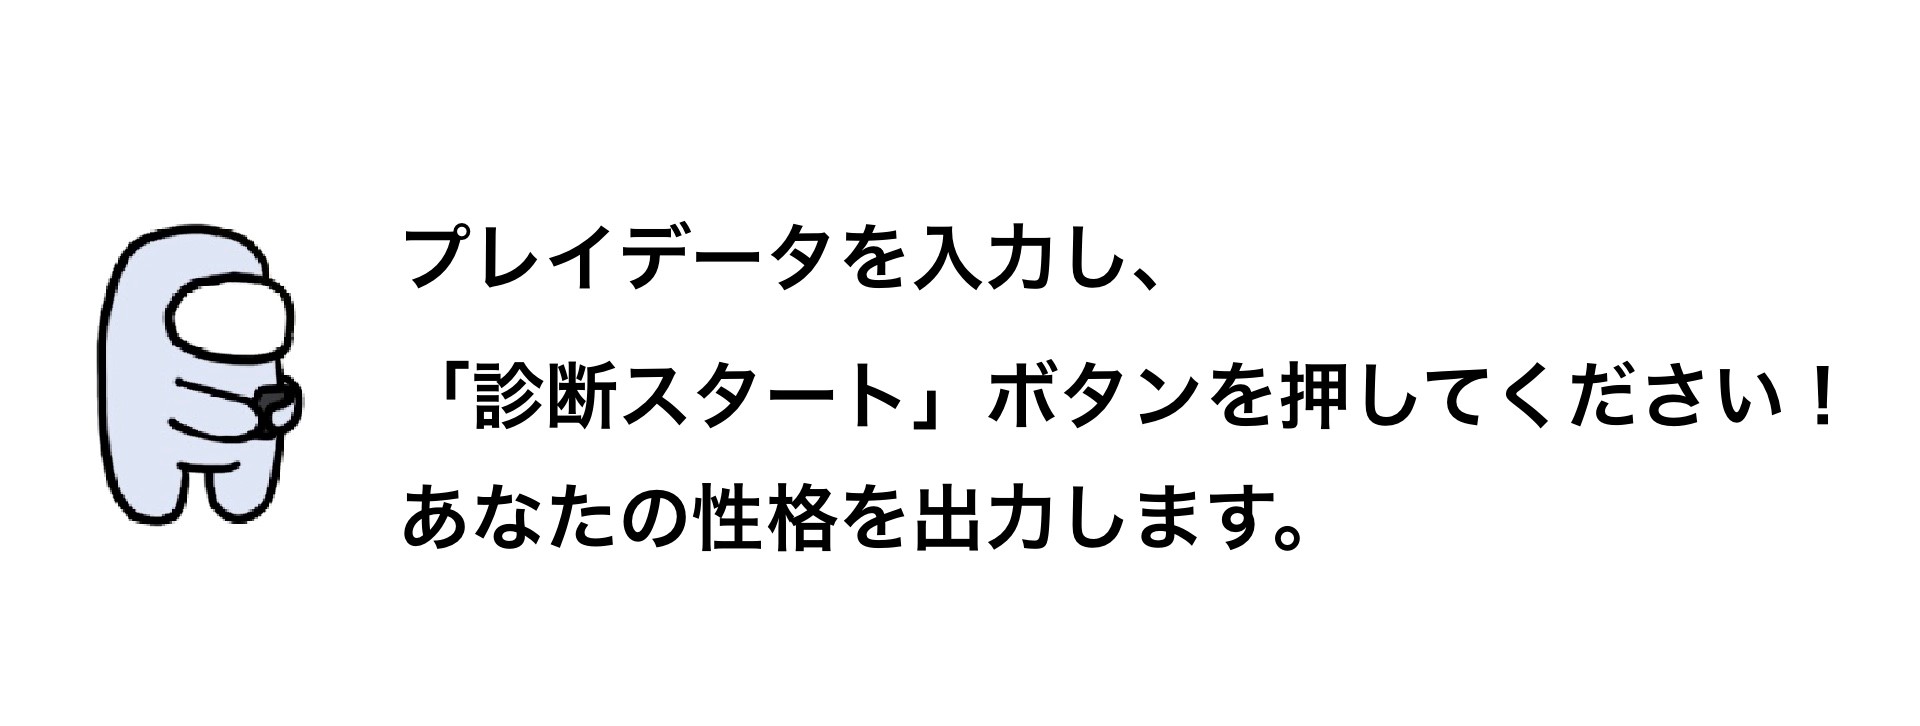 プレイデータを入力し、
「診断スタート」ボタンを押してください！
あなたの性格を出力します。